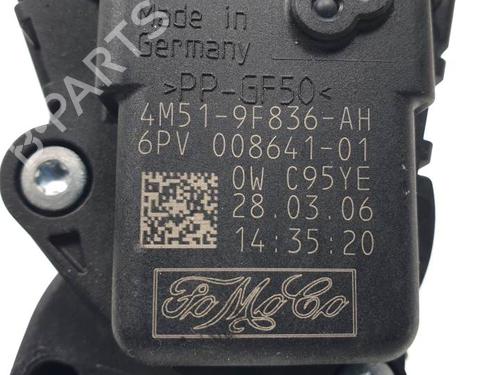 B-PARTS
Made in
Germany
>PP-GF50<
4M51-9F836-AH
6PV 008641-01
0W C95YE
28.03.06
14:35:20
FoMoCo